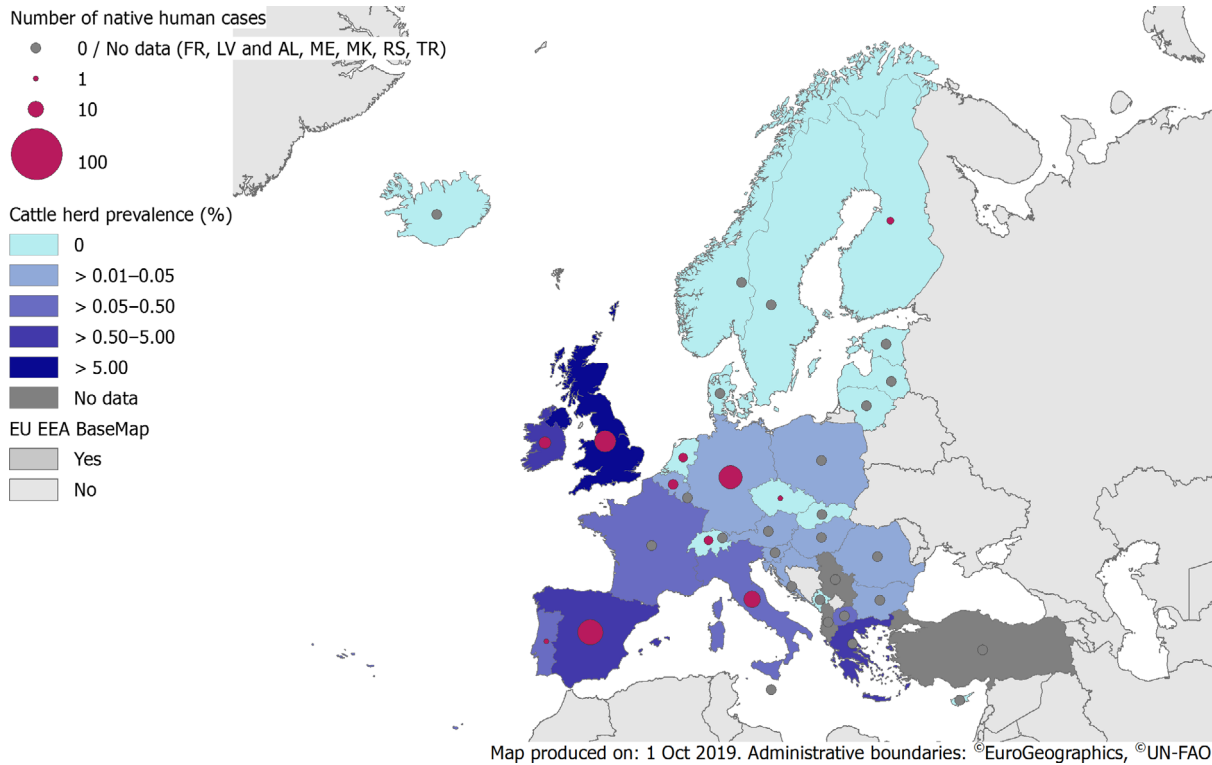 Number of native human cases
0 / No data (FR, LV and AL, ME, MK, RS, TR)
1
10
100
Cattle herd prevalence (%)
0
> 0.01–0.05
> 0.05–0.50
> 0.50–5.00
> 5.00
No data
EU EEA BaseMap
Yes
No
Map produced on: 1 Oct 2019. Administrative boundaries: ©EuroGeographics, ©UN-FAO